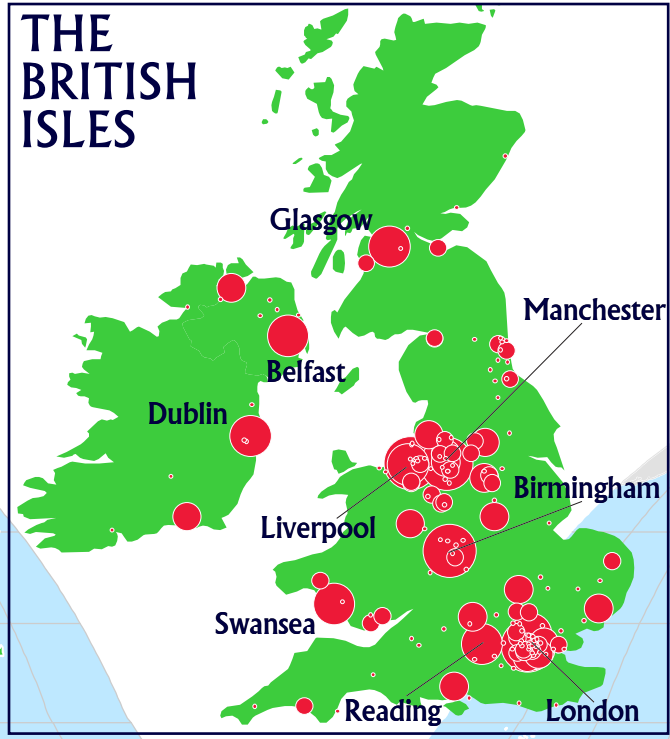 THE
BRITISH
ISLES
Glasgow
Manchester
Belfast
Dublin
Birmingham
Liverpool
Swansea
Reading
London